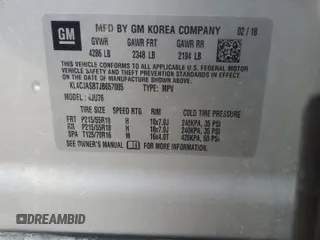 GM
MFD BY GM KOREA COMPANY 02/18
GVWR GAWR FRT GAWR RR
4286 LB 2348 LB 2194 LB
THIS VEHICLE CONFORMS TO ALL APPLICABLE U.S. FEDERAL
MOTOR VEHICLE SAFETY, BUMPER, AND THEFT PREVENTION
STANDARDS IN EFFECT ON THE DATE OF MANUFACTURE SHOWN ABOVE.
KL4CJASB7JB657005 TYPE: MPV
MODEL: 4JU76
TIRE SIZE SPEED RTG RIM COLD TIRE PRESSURE
FRT P215/55R18 H 18x7.0J 240KPA, 35 PSI
RR P215/55R18 H 18x7.0J 240KPA, 35 PSI
SPA T125/70R16 M 16x4.0T 420KPA, 60 PSI
SEE OWNERS MANUAL FOR MORE INFORMATION.
DREAMBID